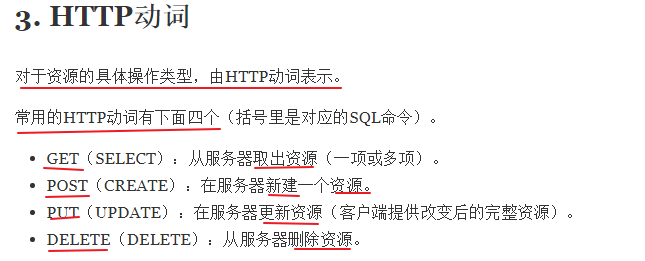 3. HTTP动词
对于资源的具体操作类型，由HTTP动词表示。
常用的HTTP动词有下面四个（括号里是对应的SQL命令）。
• GET（SELECT）：从服务器取出资源（一项或多项）。
• POST（CREATE）：在服务器新建一个资源。
• PUT（UPDATE）：在服务器更新资源（客户端提供改变后的完整资源）。
• DELETE（DELETE）：从服务器删除资源。